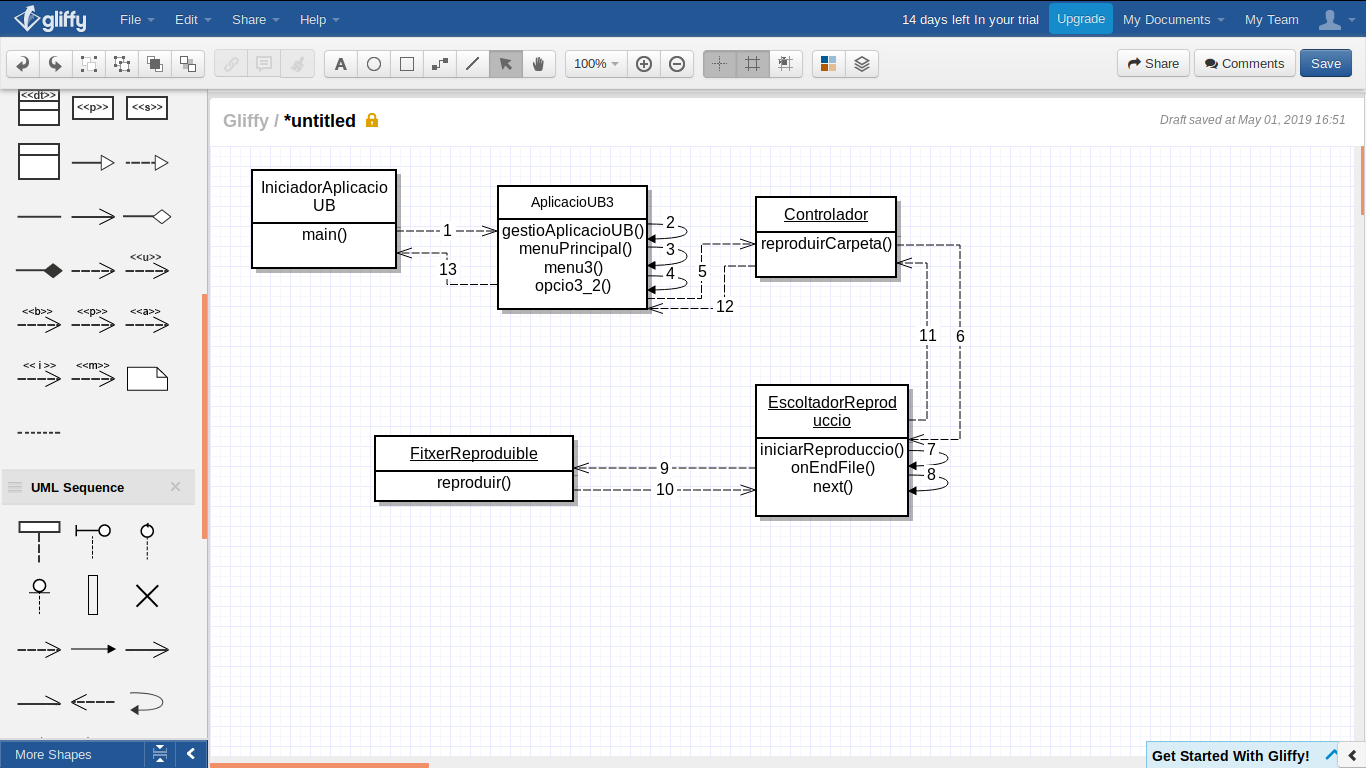 gliffy
File Edit Share Help
14 days left In your trial
Upgrade
My Documents
My Team
A
100%
Share
Comments
Save
<<dt>>
<<p>>
<<s>>
<<u>>
<<b>>
<<p>>
<<a>>
<< i >>
<<m>>
UML Sequence
More Shapes
Gliffy / *untitled
Draft saved at May 01, 2019 16:51
IniciadorAplicacio
UB
main()
1
13
AplicacioUB3
gestioAplicacioUB()
menuPrincipal()
menu3()
opcio3_2()
2
3
4
5
12
Controlador
reproduirCarpeta()
11
6
FitxerReproduible
reproduir()
9
10
EscoltadorReprod
uccio
iniciarReproduccio()
onEndFile()
next()
7
8
Get Started With Gliffy!